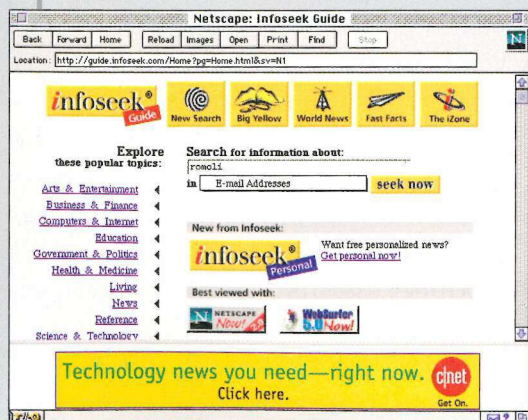 Netscape: Infoseek Guide
Back Forward Home Reload Images Open Print Find Stop
N
Location: http://guide.infoseek.com/Home?pg=Home.html&sv=N1
infoseek® Guide
New Search Big Yellow World News Fast Facts The iZone
Explore these popular topics:
Arts & Entertainment
Business & Finance
Computers & Internet
Education
Government & Politics
Health & Medicine
Living
News
Reference
Science & Technology
Search for information about:
romoli
in E-mail Addresses seek now
New from Infoseek:
infoseek® Personal
Want free personalized news?
Get personal now!
Best viewed with:
N NETSCAPE Now!
WebSurfer 5.0 Now!
Technology news you need—right now.
Click here.
c|net
Get On.